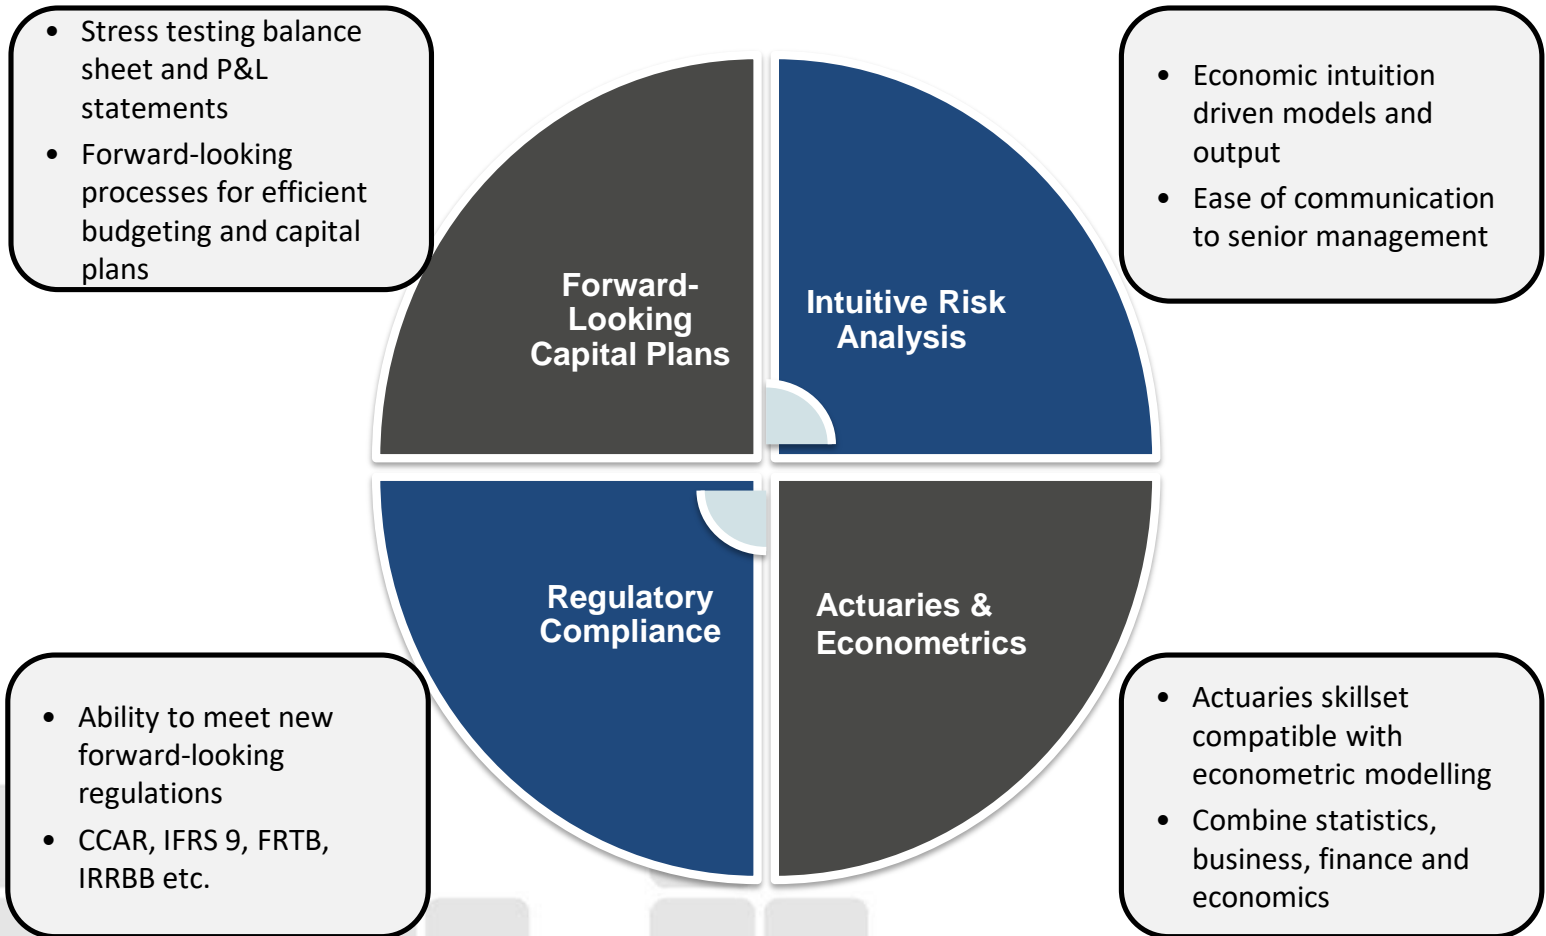 • Stress testing balance
sheet and P&L
statements
• Forward-looking
processes for efficient
budgeting and capital
plans
• Economic intuition
driven models and
output
• Ease of communication
to senior management
Forward-
Looking
Capital Plans
Intuitive Risk
Analysis
Regulatory
Compliance
Actuaries &
Econometrics
• Ability to meet new
forward-looking
regulations
• CCAR, IFRS 9, FRTB,
IRRBB etc.
• Actuaries skillset
compatible with
econometric modelling
• Combine statistics,
business, finance and
economics